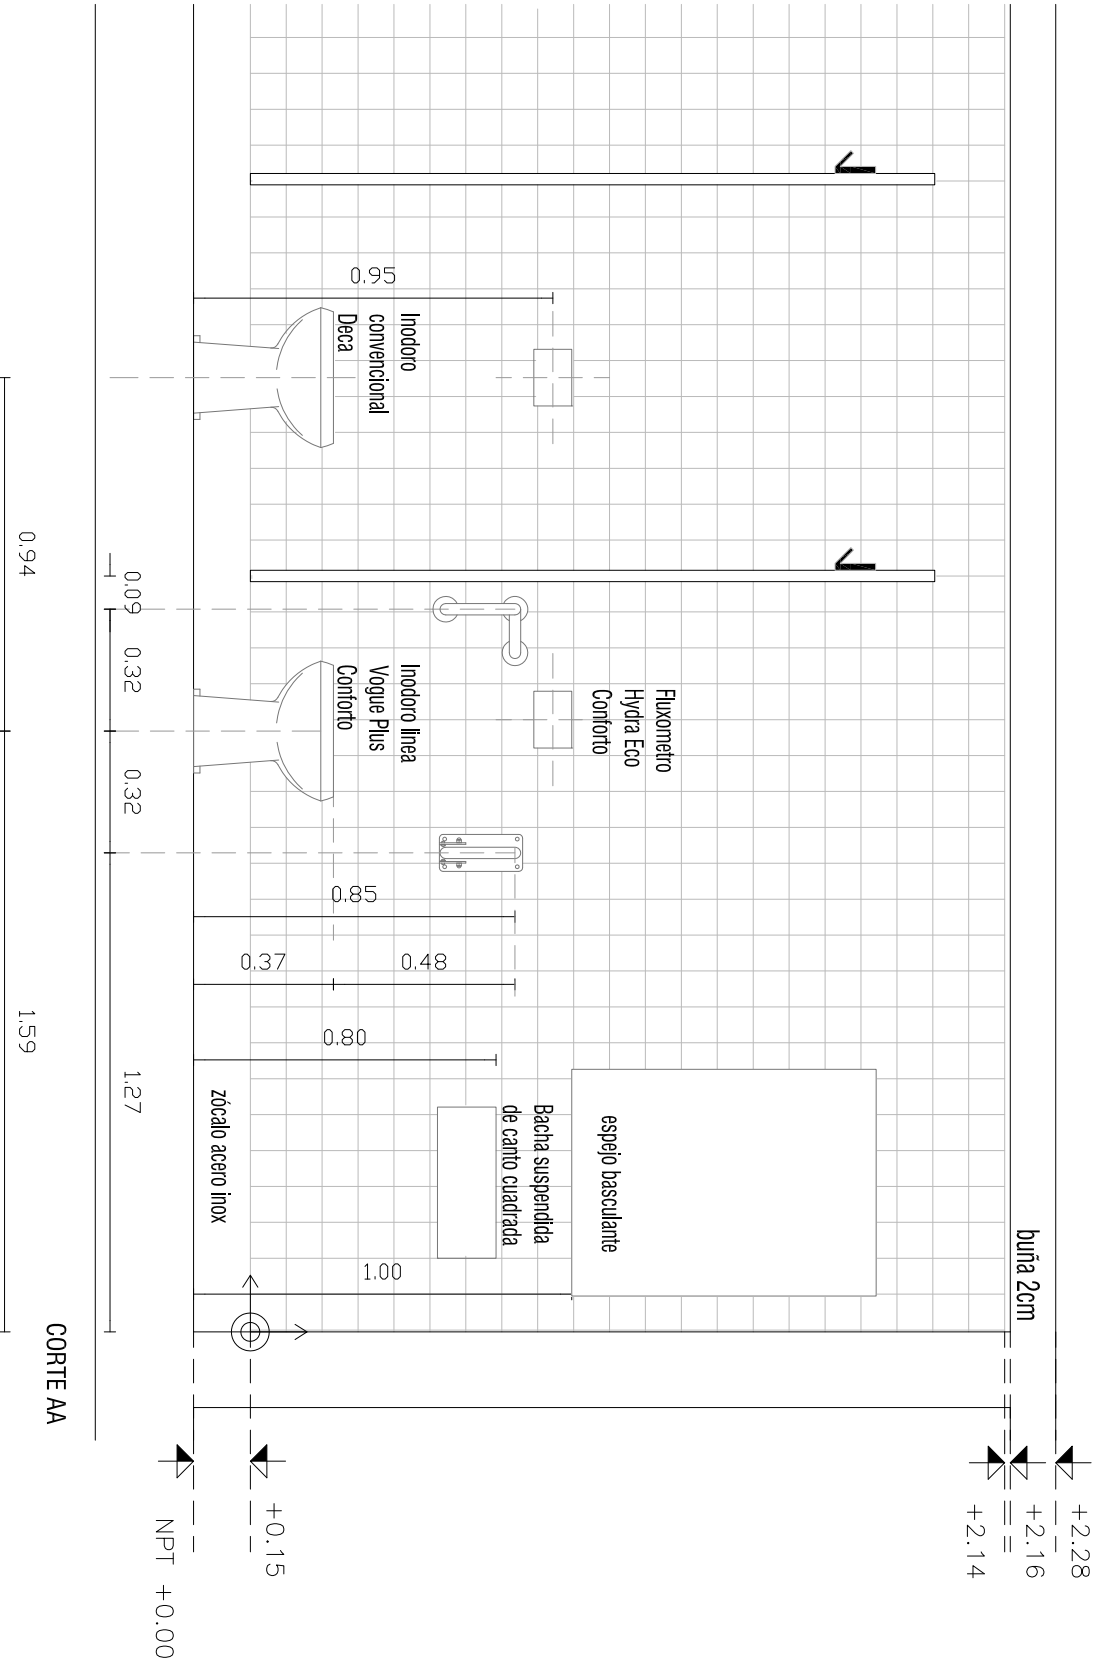 buña 2cm
+2.28
+2.16
+2.14
espejo basculante
Fluxometro
Hydra Eco
Conforto
Bacha suspendida
de canto cuadrada
Inodoro
convencional
Deca
Inodoro linea
Vogue Plus
Conforto
0.95
0.85
0.37
0.48
0.80
1.00
zócalo acero inox
+0.15
NPT +0.00
0.09
0.32
0.32
1.27
0.94
1.59
CORTE AA